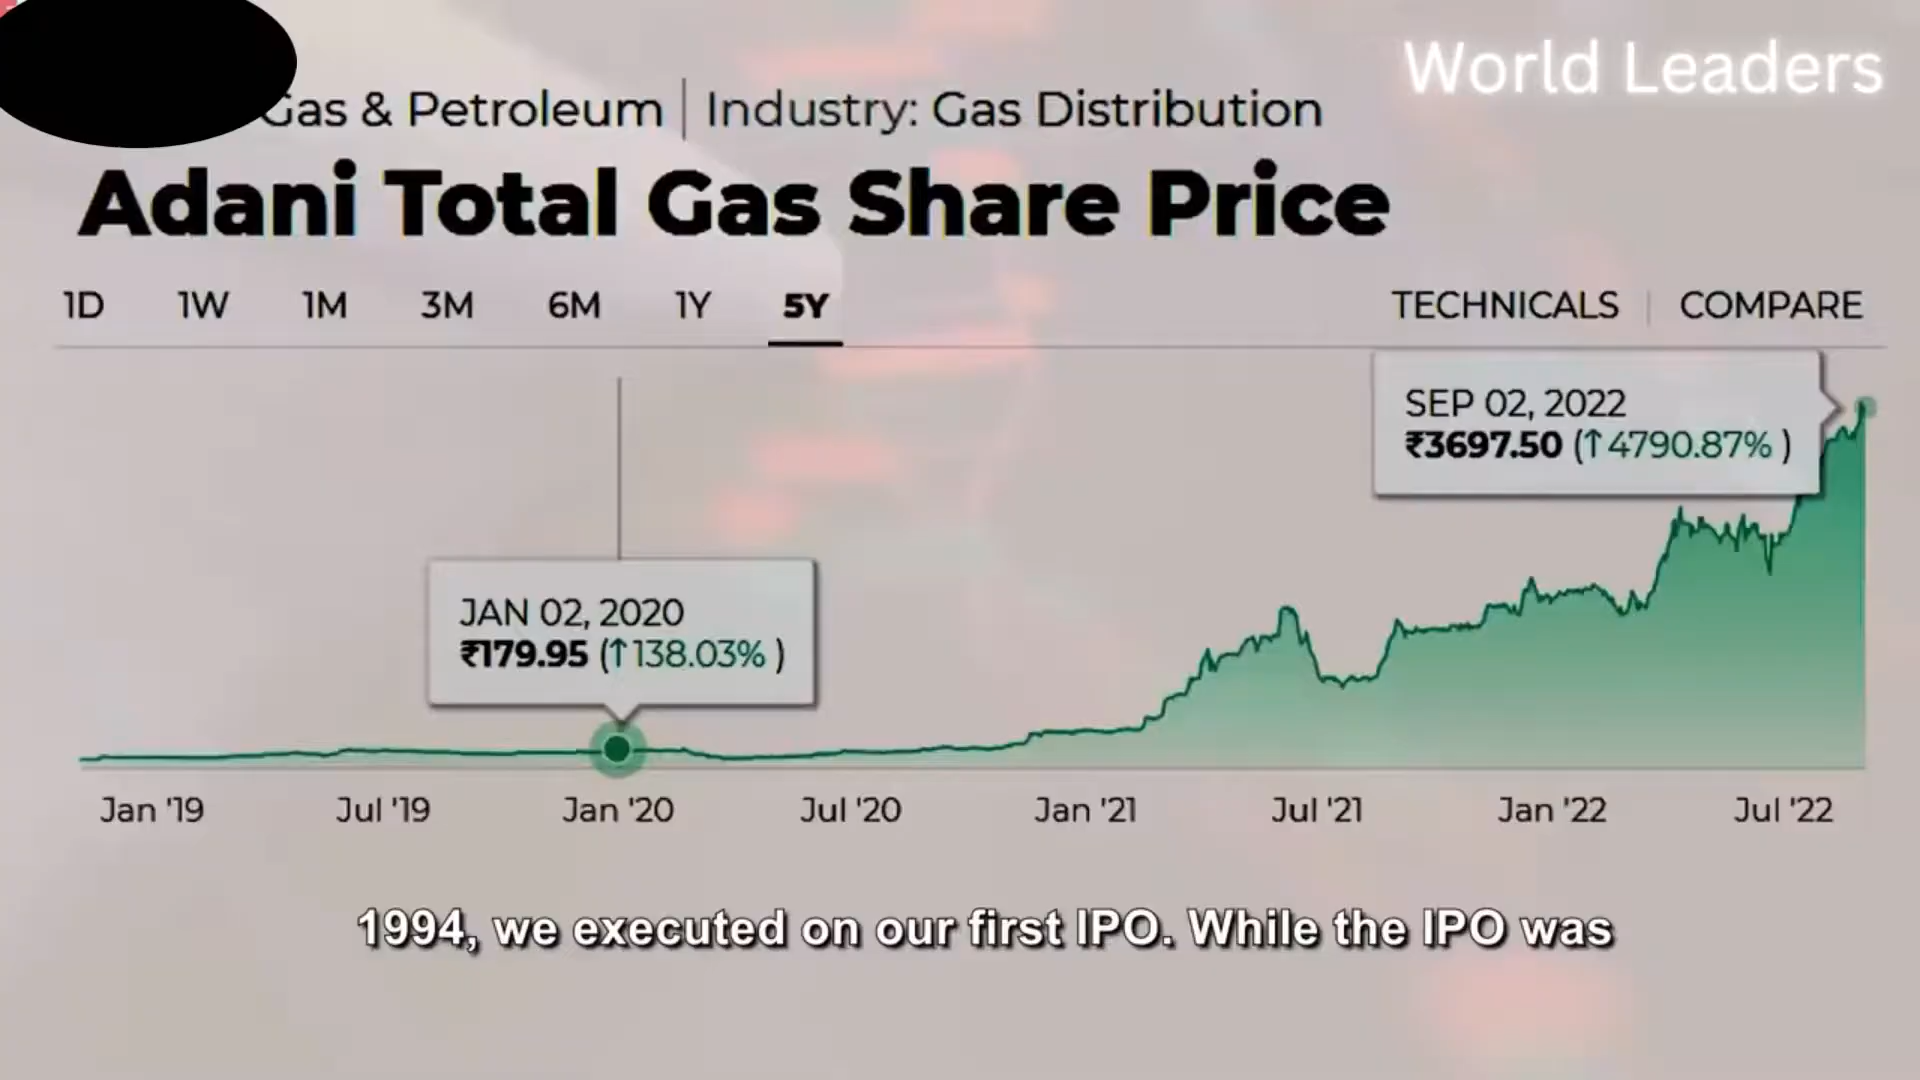 World Leaders
Gas & Petroleum | Industry: Gas Distribution
Adani Total Gas Share Price
1D 1W 1M 3M 6M 1Y 5Y TECHNICALS | COMPARE
SEP 02, 2022
₹3697.50 (↑4790.87% )
JAN 02, 2020
₹179.95 (↑138.03% )
Jan '19 Jul '19 Jan '20 Jul '20 Jan '21 Jul '21 Jan '22 Jul '22
1994, we executed on our first IPO. While the IPO was